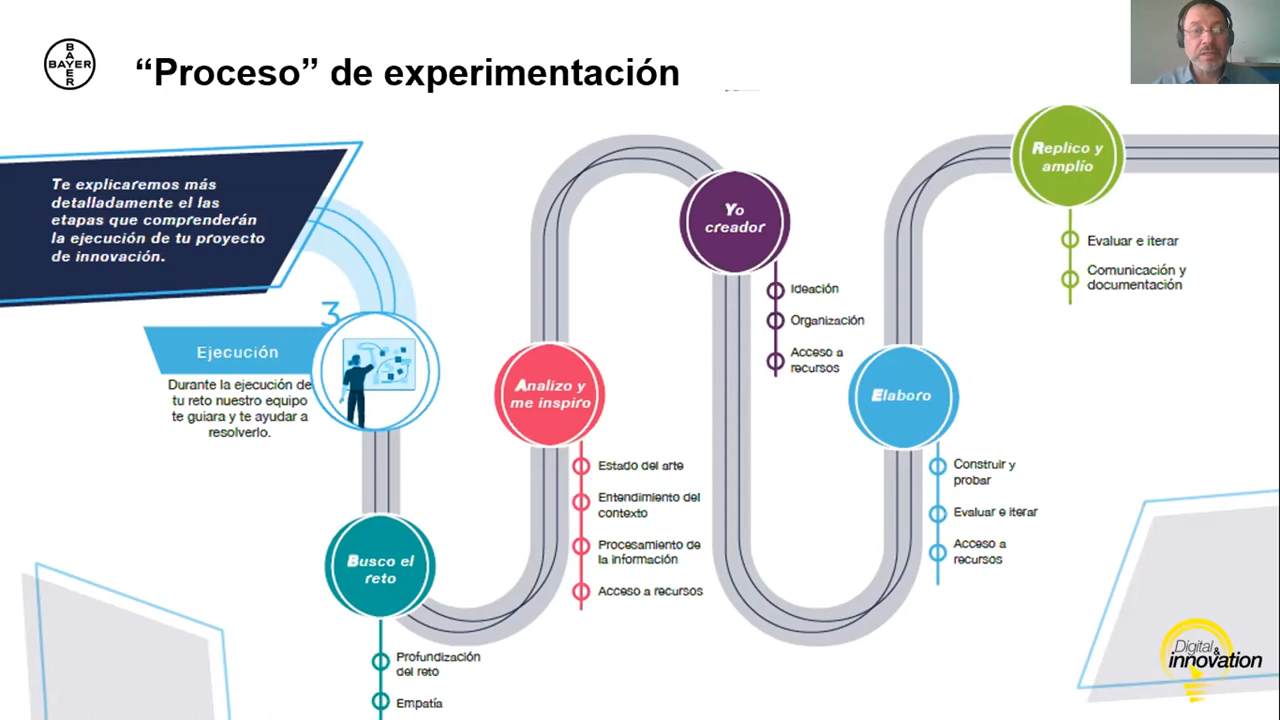 BAYER
BAYER
“Proceso” de experimentación
Te explicaremos más
detalladamente el las
etapas que comprenderán
la ejecución de tu proyecto
de innovación.
3
Ejecución
Durante la ejecución de
tu reto nuestro equipo
te guiara y te ayudar a
resolverlo.
Busco el
reto
Profundización
del reto
Empatía
Analizo y
me inspiro
Estado del arte
Entendimiento del
contexto
Procesamiento de
la información
Acceso a recursos
Yo
creador
Ideación
Organización
Acceso a
recursos
Elaboro
Construir y
probar
Evaluar e iterar
Acceso a
recursos
Replico y
amplío
Evaluar e iterar
Comunicación y
documentación
Digital &
innovation